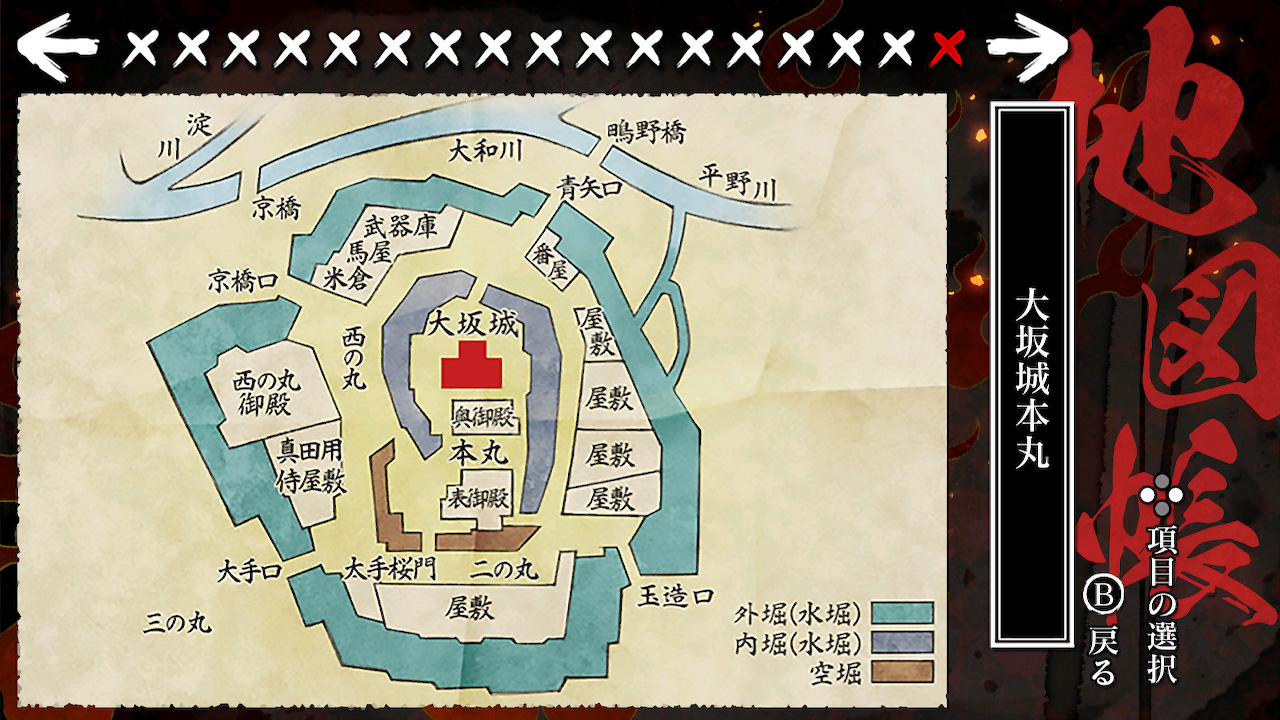 地図帳
大坂城本丸
項目の選択
B 戻る
淀川
大和川
鴫野橋
平野川
京橋
青矢口
武器庫
馬屋
米倉
番屋
京橋口
大坂城
西の丸
屋敷
西の丸
御殿
奥御殿
屋敷
本丸
真田用
侍屋敷
屋敷
表御殿
屋敷
大手口
太手桜門
二の丸
玉造口
屋敷
三の丸
外堀(水堀)
内堀(水堀)
空堀